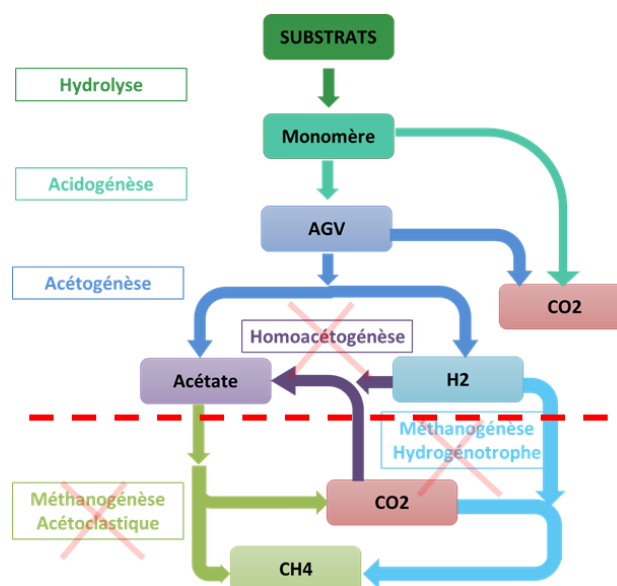 SUBSTRATS
Hydrolyse
Monomère
Acidogénèse
AGV
Acétogénèse
CO2
Homoacétogénèse
Acétate
H2
Méthanogénèse
Hydrogénotrophe
Méthanogénèse
Acétoclastique
CO2
CH4